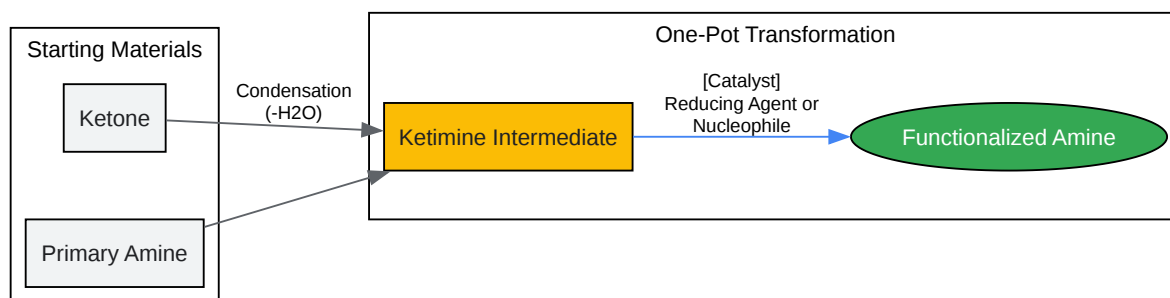 Starting Materials
Ketone
Primary Amine
Condensation
(-H2O)
One-Pot Transformation
Ketimine Intermediate
[Catalyst]
Reducing Agent or
Nucleophile
Functionalized Amine